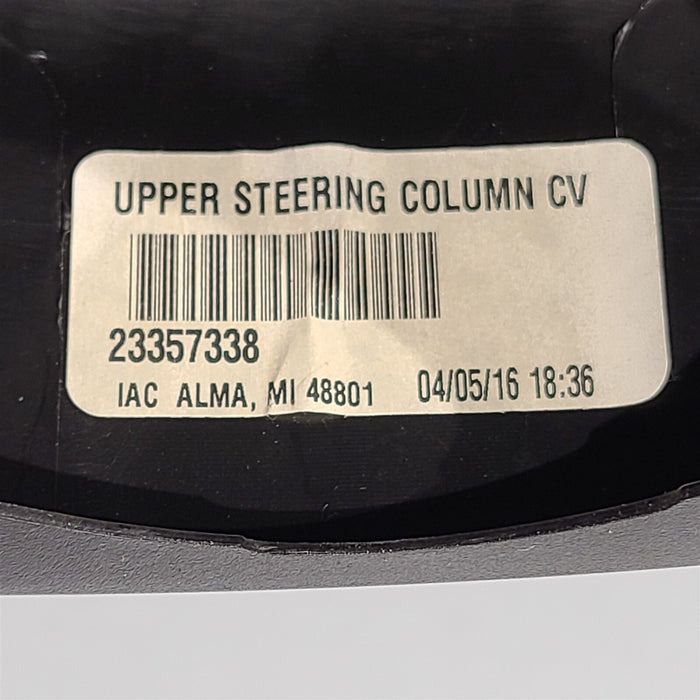 UPPER STEERING COLUMN CV
23357338
IAC ALMA, MI 48801 04/05/16 18:36